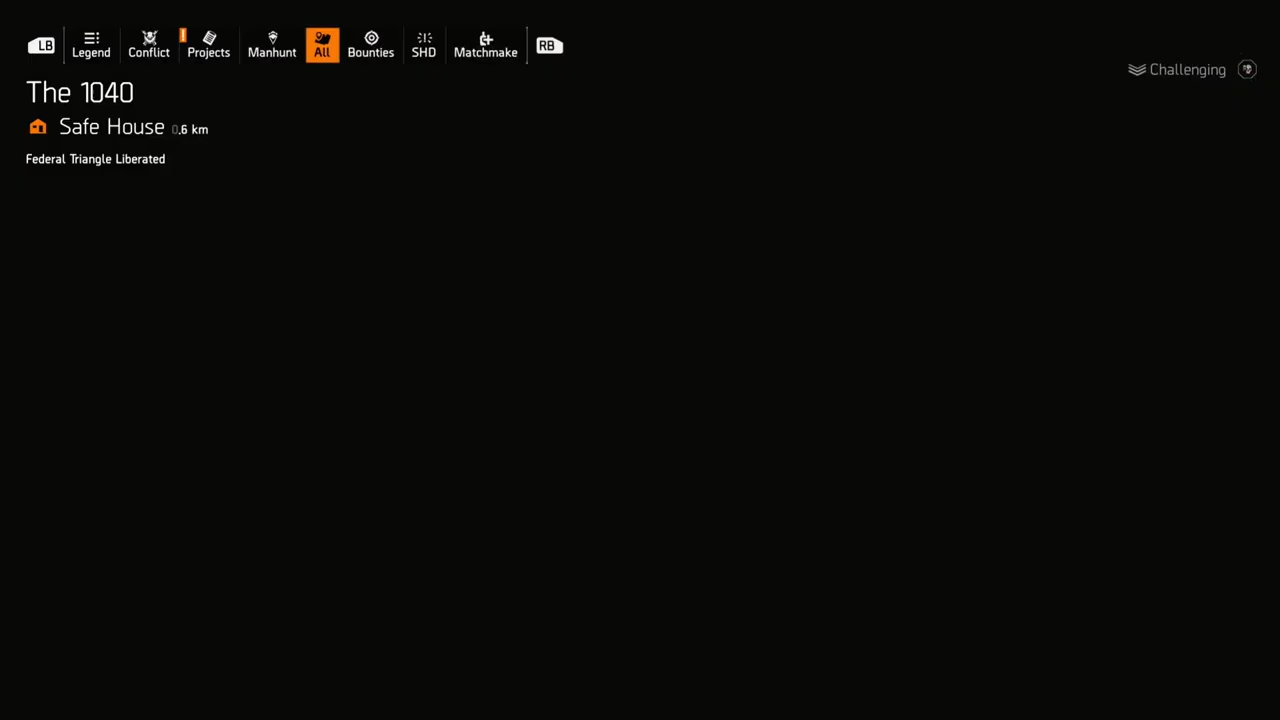 LB Legend Conflict Projects Manhunt All Bounties SHD Matchmake RB
Challenging
The 1040
Safe House 0.6 km
Federal Triangle Liberated